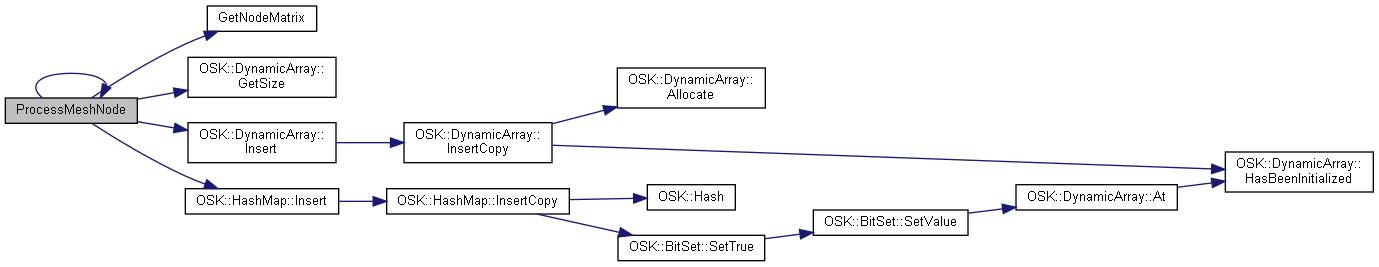 GetNodeMatrix
OSK::DynamicArray::
GetSize
ProcessMeshNode
OSK::DynamicArray::
Insert
OSK::DynamicArray::
InsertCopy
OSK::DynamicArray::
Allocate
OSK::DynamicArray::
HasBeenInitialized
OSK::HashMap::Insert
OSK::HashMap::InsertCopy
OSK::Hash
OSK::BitSet::SetTrue
OSK::BitSet::SetValue
OSK::DynamicArray::At